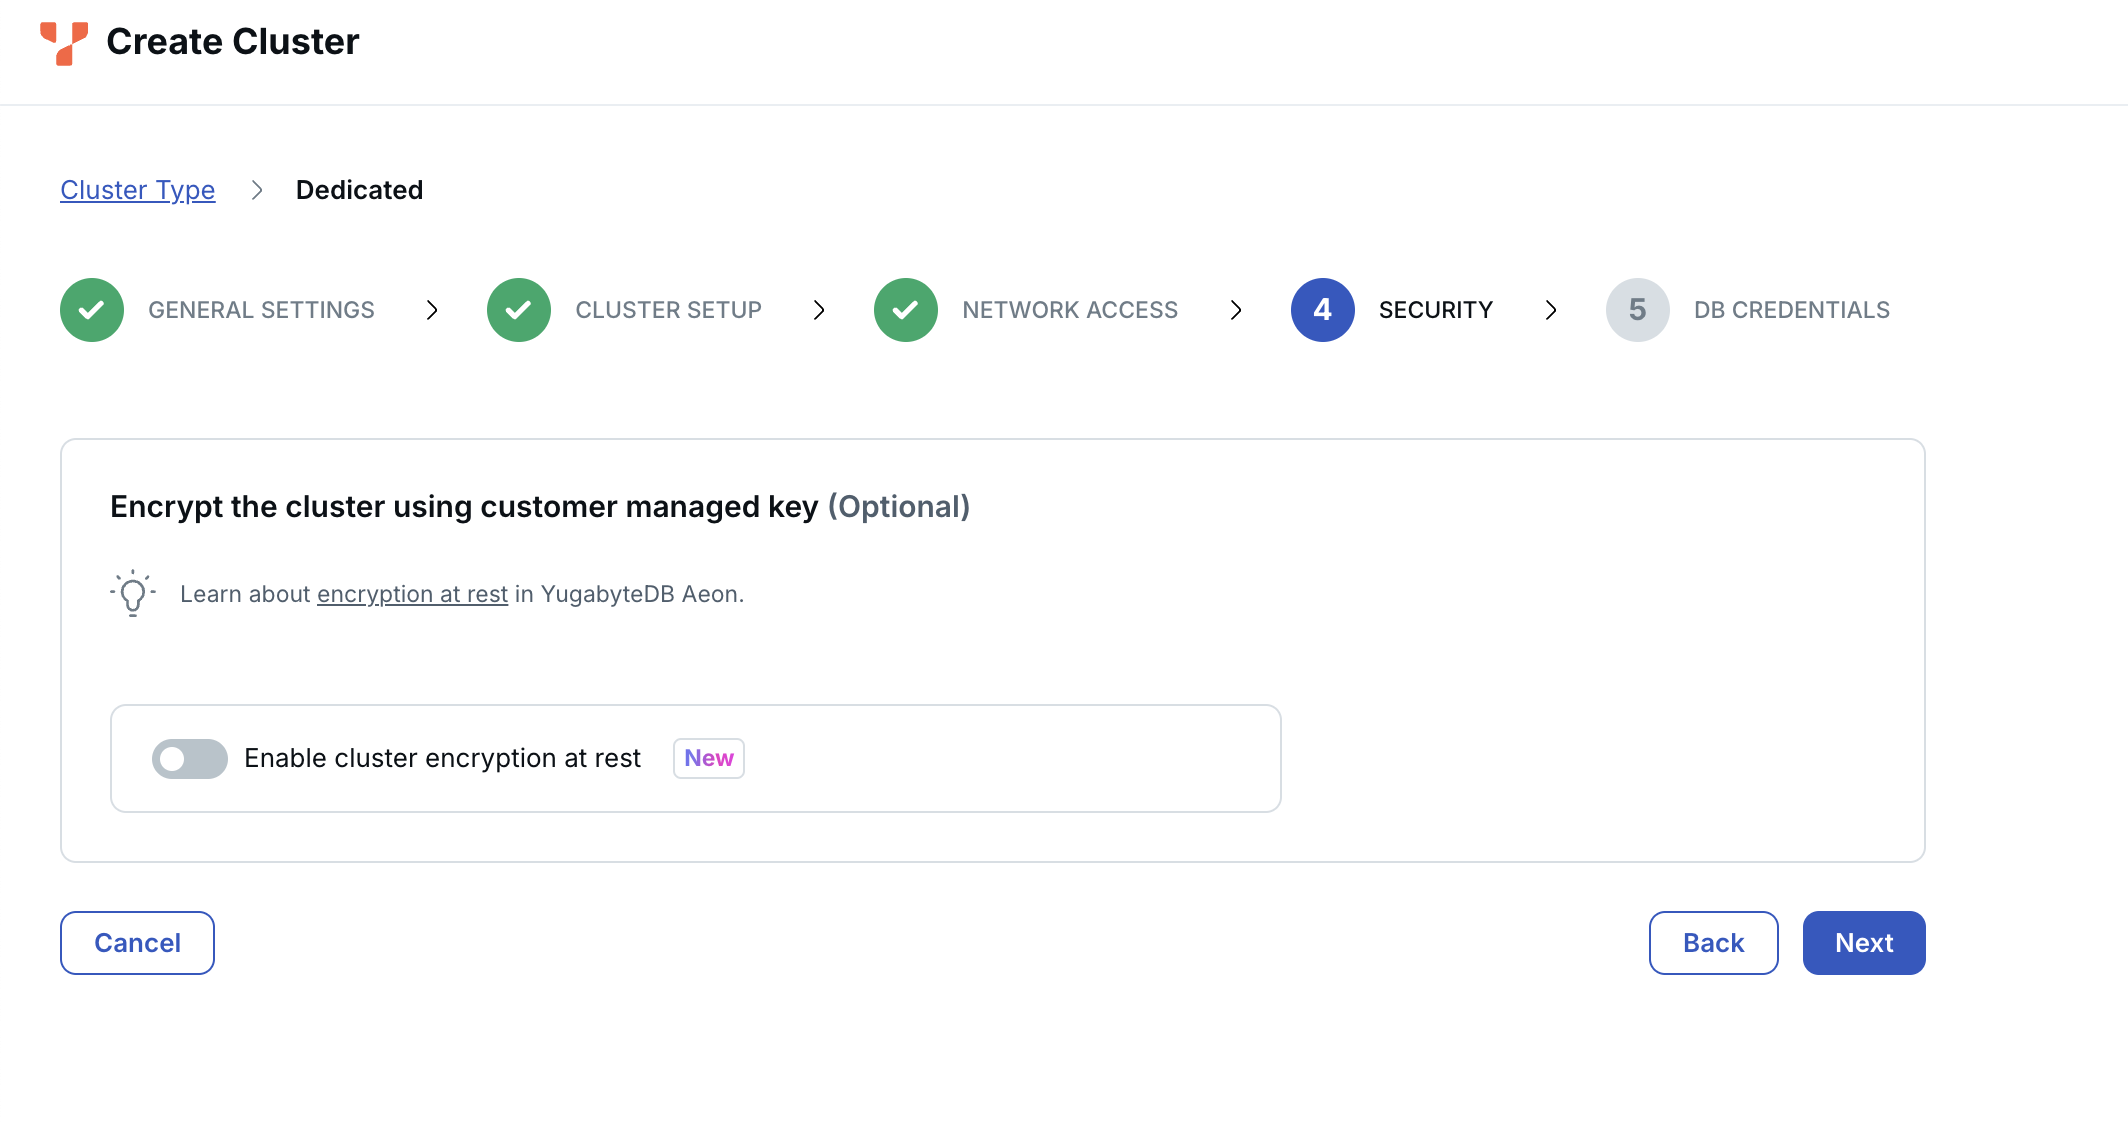 Create Cluster
Cluster Type > Dedicated
GENERAL SETTINGS > CLUSTER SETUP > NETWORK ACCESS > 4 SECURITY > 5 DB CREDENTIALS
Encrypt the cluster using customer managed key (Optional)
Learn about encryption at rest in YugabyteDB Aeon.
Enable cluster encryption at rest New
Cancel Back Next